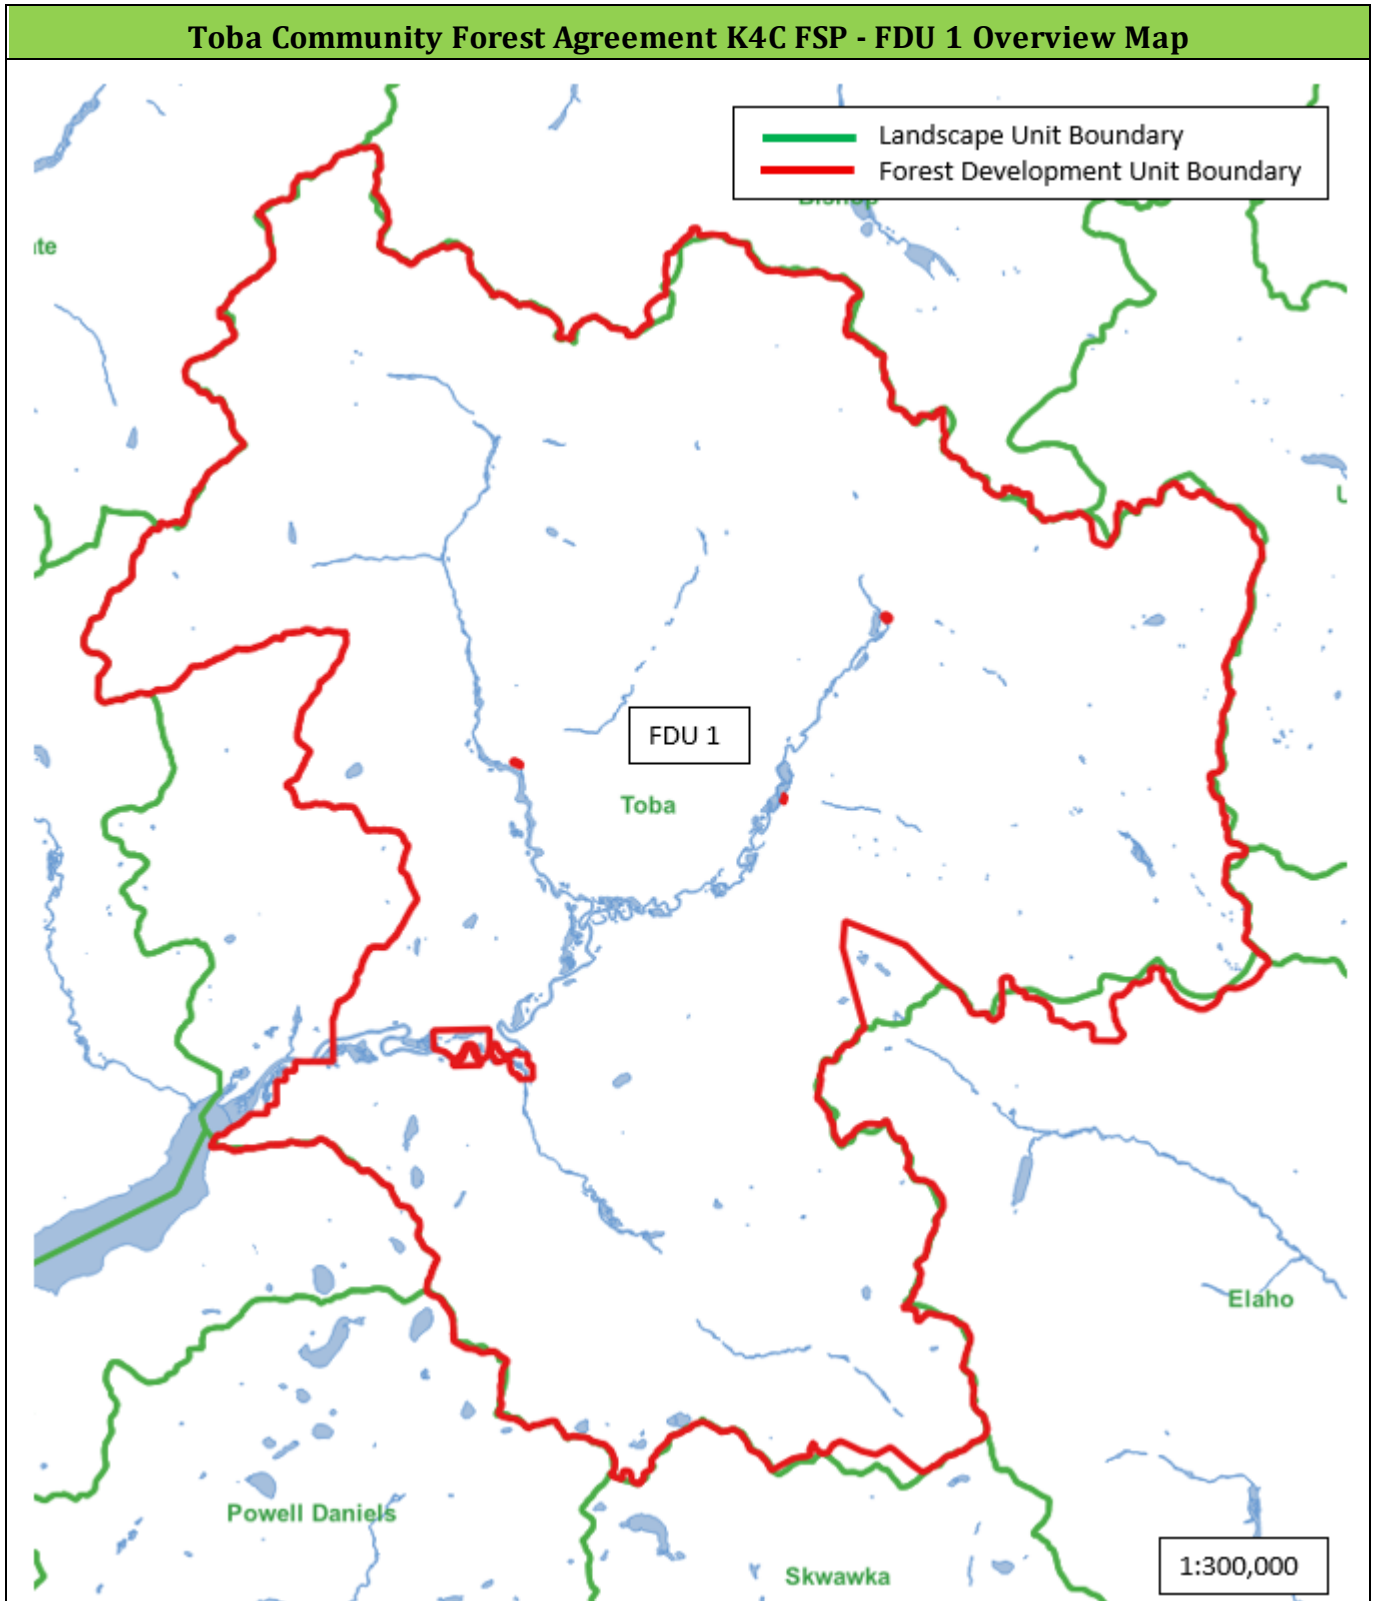 Toba Community Forest Agreement K4C FSP - FDU 1 Overview Map
Landscape Unit Boundary
Forest Development Unit Boundary
FDU 1
Toba
Elaho
Powell Daniels
Skwawka
1:300,000